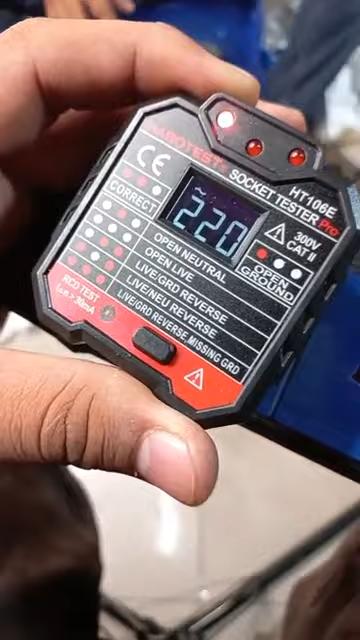 HABOTEST
SOCKET TESTER Pro
HT106E
CE
~220
300V
CAT II
CORRECT
OPEN GROUND
OPEN NEUTRAL
OPEN LIVE
LIVE/GRD REVERSE
LIVE/NEU REVERSE
LIVE/GRD REVERSE, MISSING GRD
RCD TEST
I△n > 30mA